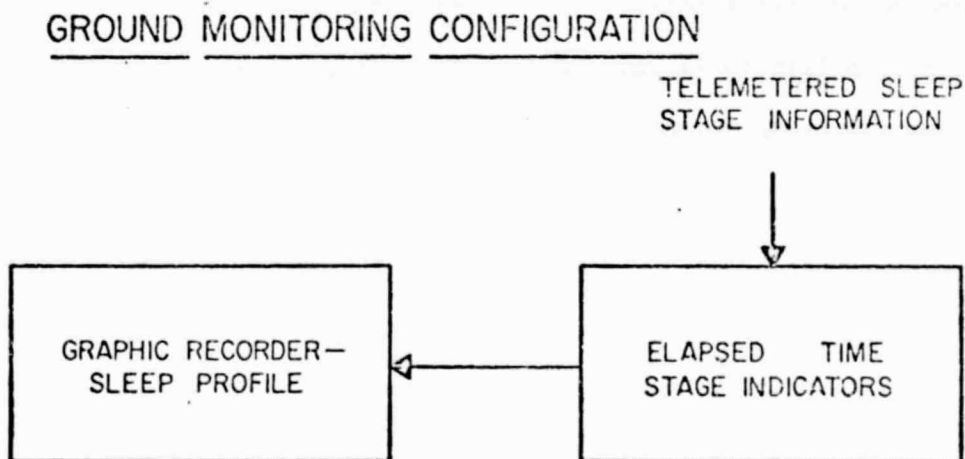 GROUND MONITORING CONFIGURATION
TELEMETERED SLEEP
STAGE INFORMATION
GRAPHIC RECORDER—
SLEEP PROFILE
ELAPSED TIME
STAGE INDICATORS